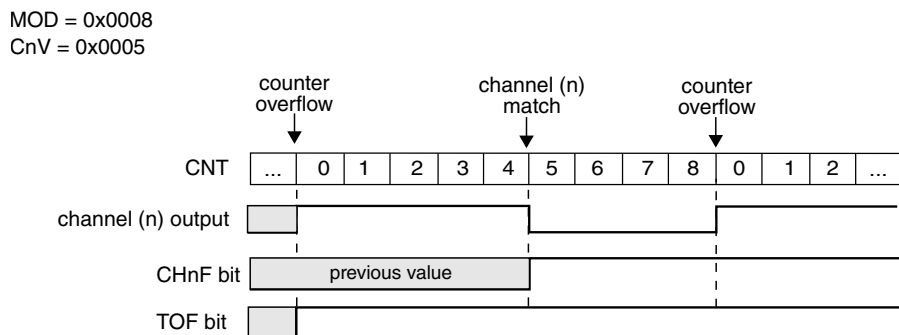 MOD = 0x0008
CnV = 0x0005
counter
overflow
channel (n)
match
counter
overflow
CNT ... 0 1 2 3 4 5 6 7 8 0 1 2 ...
channel (n) output
CHnF bit previous value
TOF bit